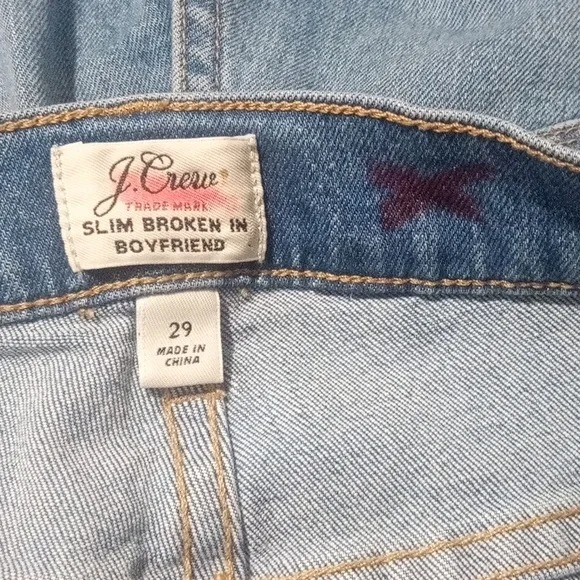 J. Crew
TRADE MARK
SLIM BROKEN IN
BOYFRIEND
29
MADE IN
CHINA